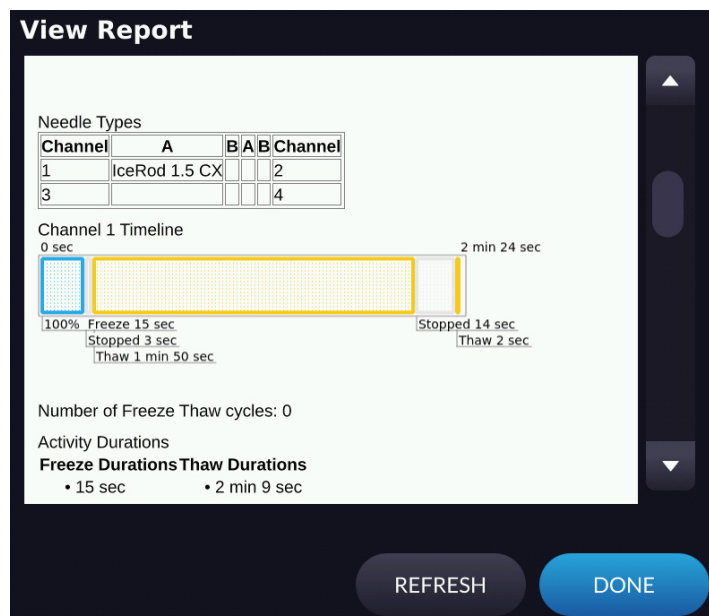 View Report
Needle Types
Channel A B A B Channel
1 IceRod 1.5 CX 2
3 4
Channel 1 Timeline
0 sec 2 min 24 sec
100% Freeze 15 sec Stopped 14 sec
Stopped 3 sec Thaw 2 sec
Thaw 1 min 50 sec
Number of Freeze Thaw cycles: 0
Activity Durations
Freeze Durations Thaw Durations
• 15 sec • 2 min 9 sec
REFRESH DONE